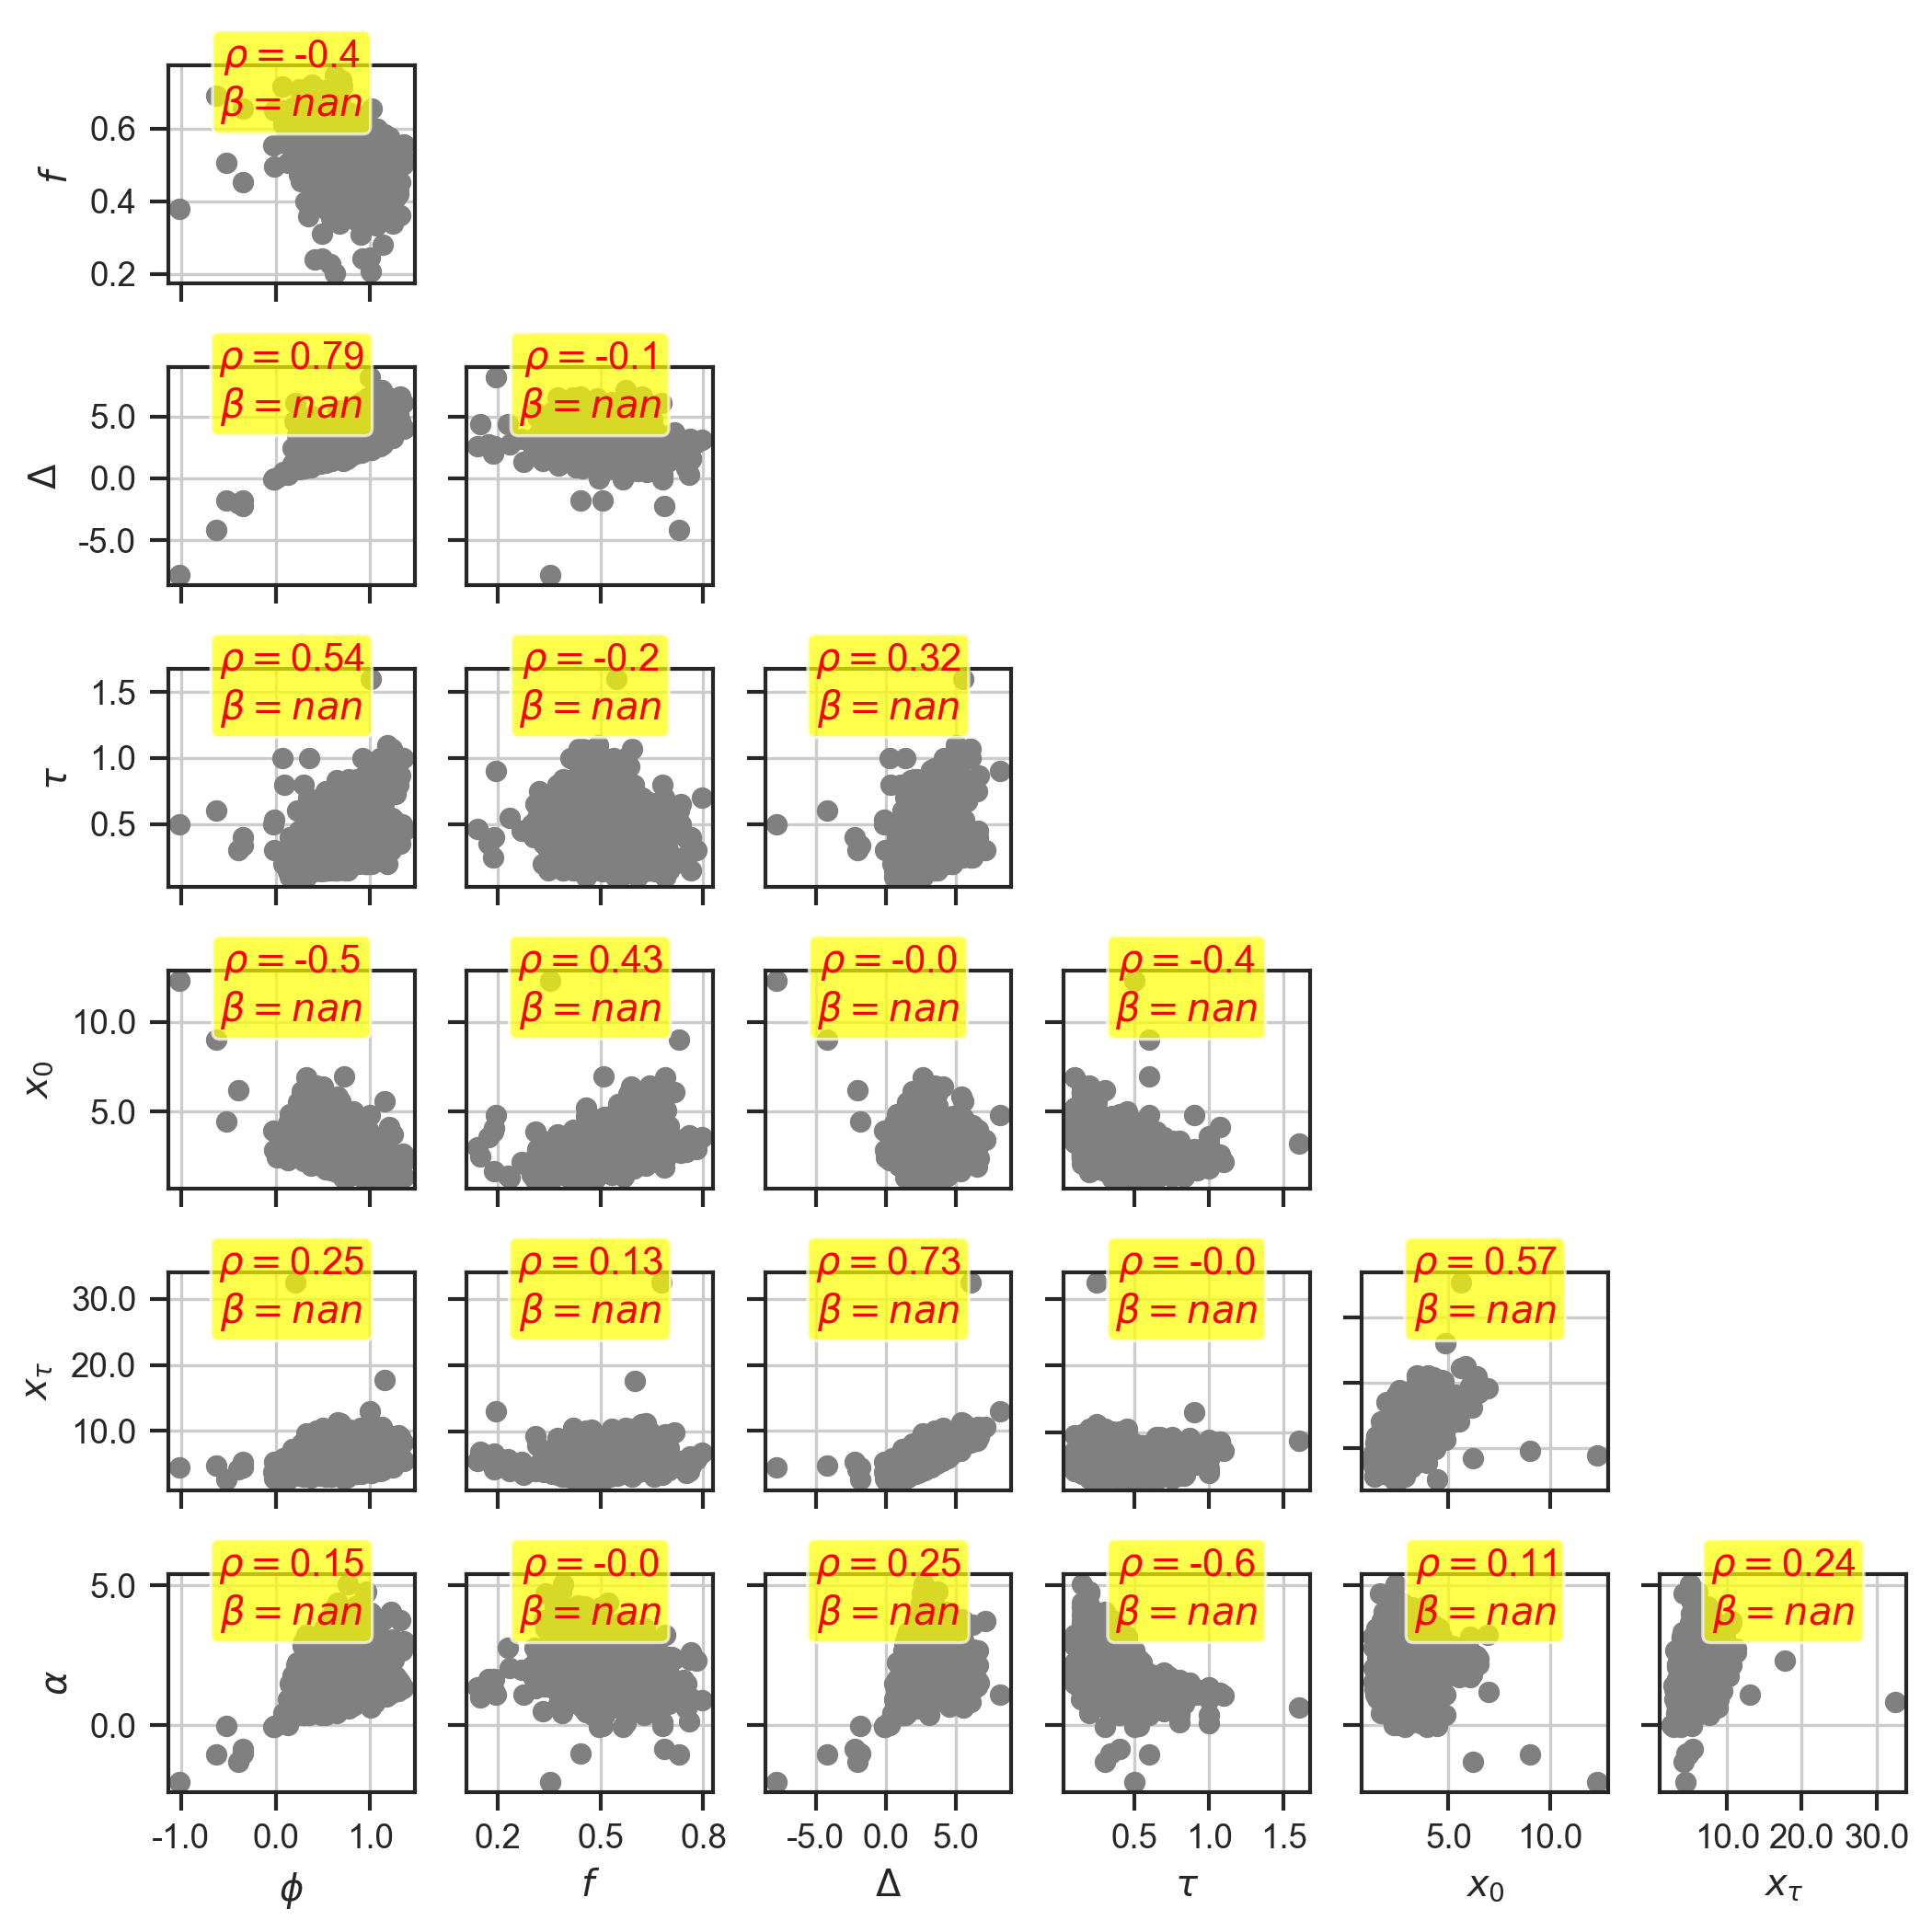 ρ = -0.4
β = nan
0.6
0.4
0.2
f
ρ = 0.79
β = nan
ρ = -0.1
β = nan
5.0
0.0
-5.0
Δ
ρ = 0.54
β = nan
ρ = -0.2
β = nan
ρ = 0.32
β = nan
1.5
1.0
0.5
τ
ρ = -0.5
β = nan
ρ = 0.43
β = nan
ρ = -0.0
β = nan
ρ = -0.4
β = nan
10.0
5.0
x₀
ρ = 0.25
β = nan
ρ = 0.13
β = nan
ρ = 0.73
β = nan
ρ = -0.0
β = nan
ρ = 0.57
β = nan
30.0
20.0
10.0
x_τ
ρ = 0.15
β = nan
ρ = -0.0
β = nan
ρ = 0.25
β = nan
ρ = -0.6
β = nan
ρ = 0.11
β = nan
ρ = 0.24
β = nan
5.0
0.0
α
-1.0 0.0 1.0
0.2 0.5 0.8
-5.0 0.0 5.0
0.5 1.0 1.5
5.0 10.0
10.0 20.0 30.0
ϕ
f
Δ
τ
x₀
x_τ